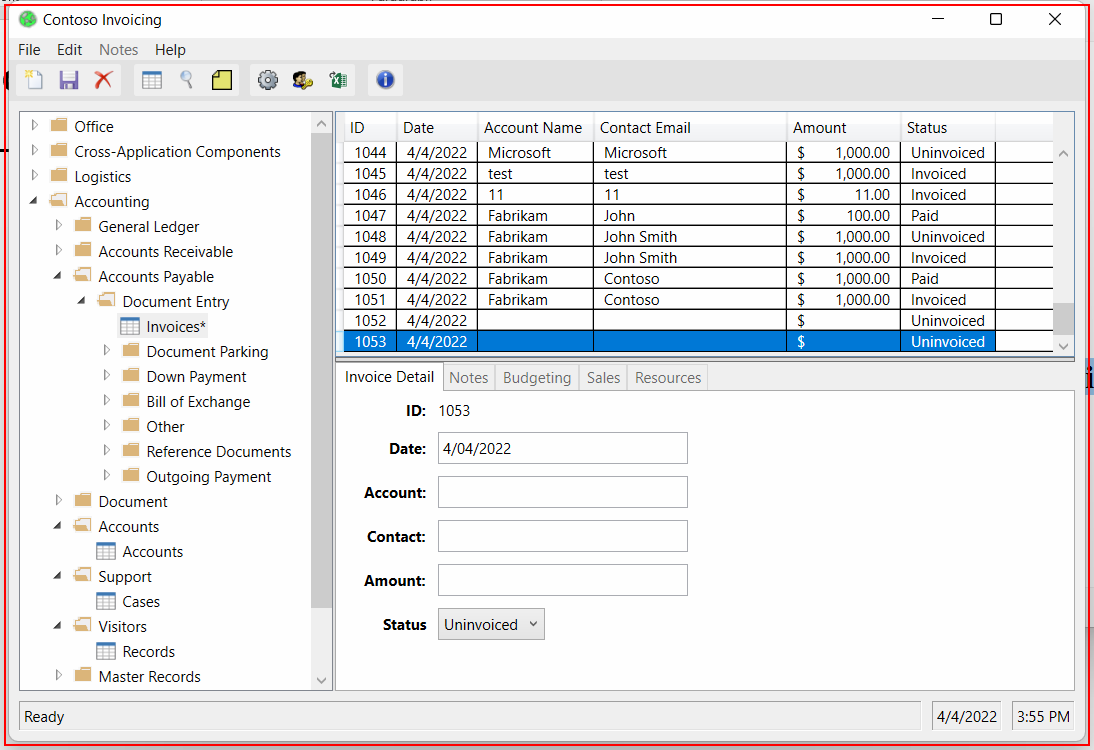 Contoso Invoicing
File Edit Notes Help
Office
Cross-Application Components
Logistics
Accounting
General Ledger
Accounts Receivable
Accounts Payable
Document Entry
Invoices*
Document Parking
Down Payment
Bill of Exchange
Other
Reference Documents
Outgoing Payment
Document
Accounts
Accounts
Support
Cases
Visitors
Records
Master Records
ID Date Account Name Contact Email Amount Status
1044 4/4/2022 Microsoft Microsoft $ 1,000.00 Uninvoiced
1045 4/4/2022 test test $ 1,000.00 Invoiced
1046 4/4/2022 11 11 $ 11.00 Invoiced
1047 4/4/2022 Fabrikam John $ 100.00 Paid
1048 4/4/2022 Fabrikam John Smith $ 1,000.00 Uninvoiced
1049 4/4/2022 Fabrikam John Smith $ 1,000.00 Invoiced
1050 4/4/2022 Fabrikam Contoso $ 1,000.00 Paid
1051 4/4/2022 Fabrikam Contoso $ 1,000.00 Invoiced
1052 4/4/2022 $ Uninvoiced
1053 4/4/2022 $ Uninvoiced
Invoice Detail Notes Budgeting Sales Resources
ID: 1053
Date: 4/04/2022
Account:
Contact:
Amount:
Status Uninvoiced
Ready 4/4/2022 3:55 PM